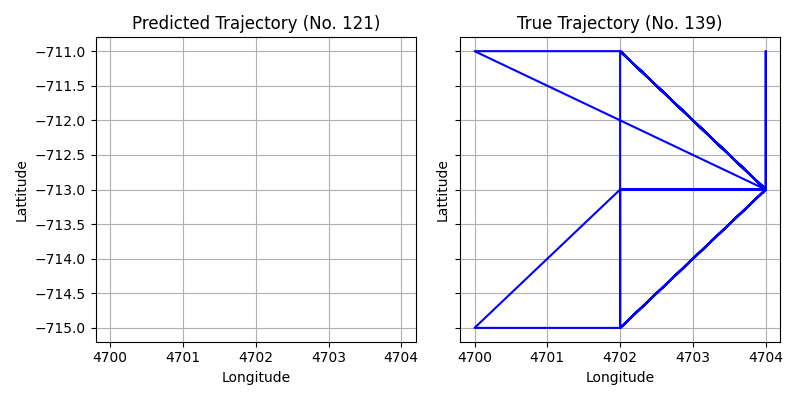 Predicted Trajectory (No. 121)
True Trajectory (No. 139)
−711.0
−711.5
−712.0
−712.5
−713.0
−713.5
−714.0
−714.5
−715.0
Lattitude
Lattitude
4700 4701 4702 4703 4704
4700 4701 4702 4703 4704
Longitude
Longitude